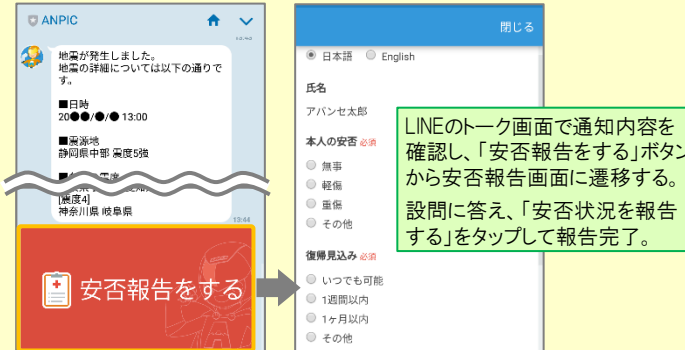 ANPIC
地震が発生しました。
地震の詳細については以下の通りで
す。
■日時
20●●/●/● 13:00
■震源地
静岡県中部 震度5強
[震度4]
神奈川県 岐阜県
13:44
安否報告をする
閉じる
日本語 English
氏名
アバンセ太郎
本人の安否 必須
無事
軽傷
重傷
その他
復帰見込み 必須
いつでも可能
1週間以内
1ヶ月以内
その他
LINEのトーク画面で通知内容を
確認し、「安否報告をする」ボタン
から安否報告画面に遷移する。
設問に答え、「安否状況を報告
する」をタップして報告完了。